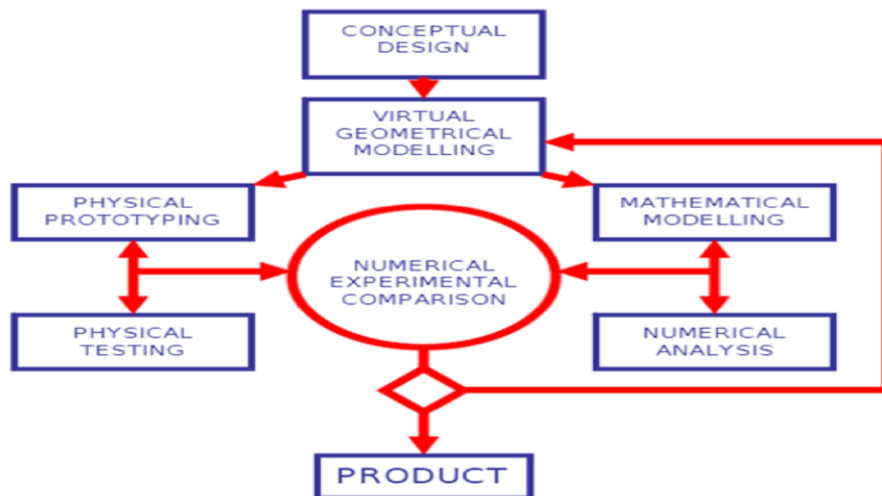 CONCEPTUAL
DESIGN
VIRTUAL
GEOMETRICAL
MODELLING
PHYSICAL
PROTOTYPING
MATHEMATICAL
MODELLING
NUMERICAL
EXPERIMENTAL
COMPARISON
PHYSICAL
TESTING
NUMERICAL
ANALYSIS
PRODUCT